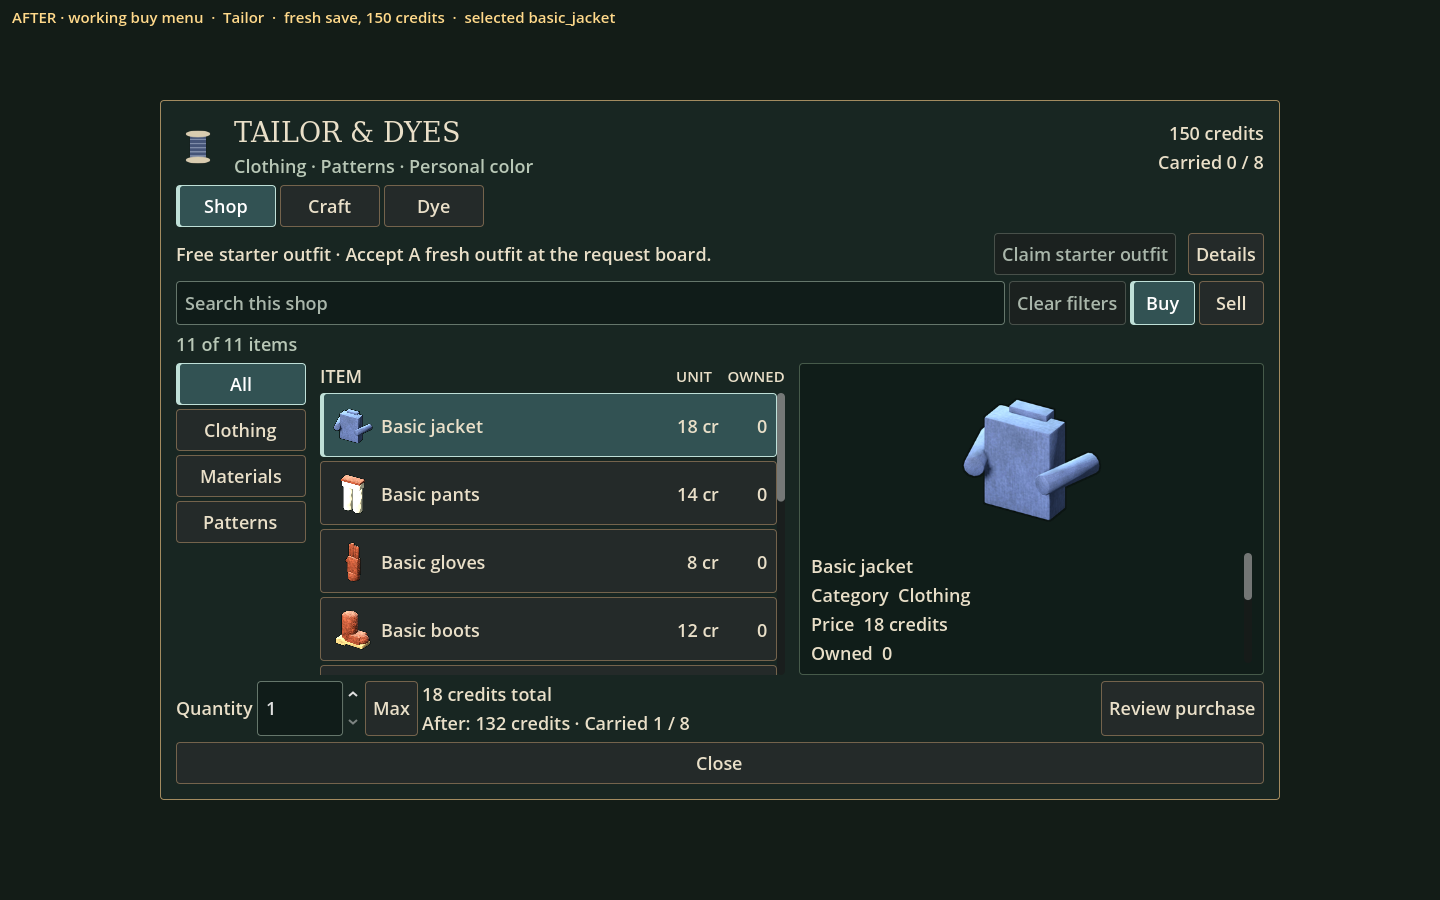 AFTER · working buy menu · Tailor · fresh save, 150 credits · selected basic_jacket
TAILOR & DYES
Clothing · Patterns · Personal color
150 credits
Carried 0 / 8
Shop Craft Dye
Free starter outfit · Accept A fresh outfit at the request board.
Claim starter outfit Details
Search this shop
Clear filters Buy Sell
11 of 11 items
All
Clothing
Materials
Patterns
ITEM UNIT OWNED
Basic jacket 18 cr 0
Basic pants 14 cr 0
Basic gloves 8 cr 0
Basic boots 12 cr 0
Basic jacket
Category Clothing
Price 18 credits
Owned 0
Quantity 1 Max
18 credits total
After: 132 credits · Carried 1 / 8
Review purchase
Close